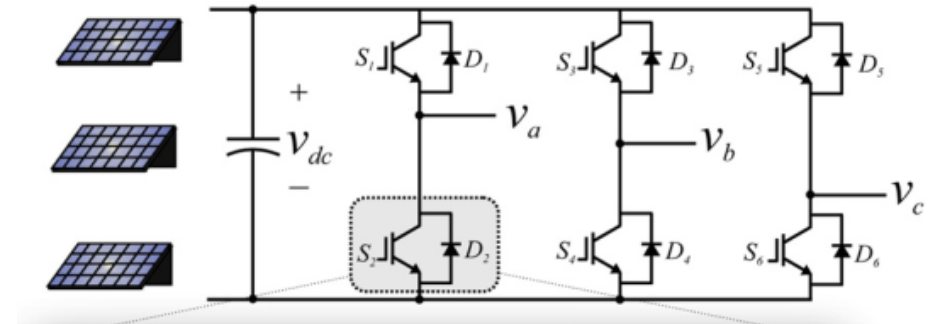 S1 D1
S3 D3
S5 D5
+
vdc
−
va
vb
vc
S2 D2
S4 D4
S6 D6